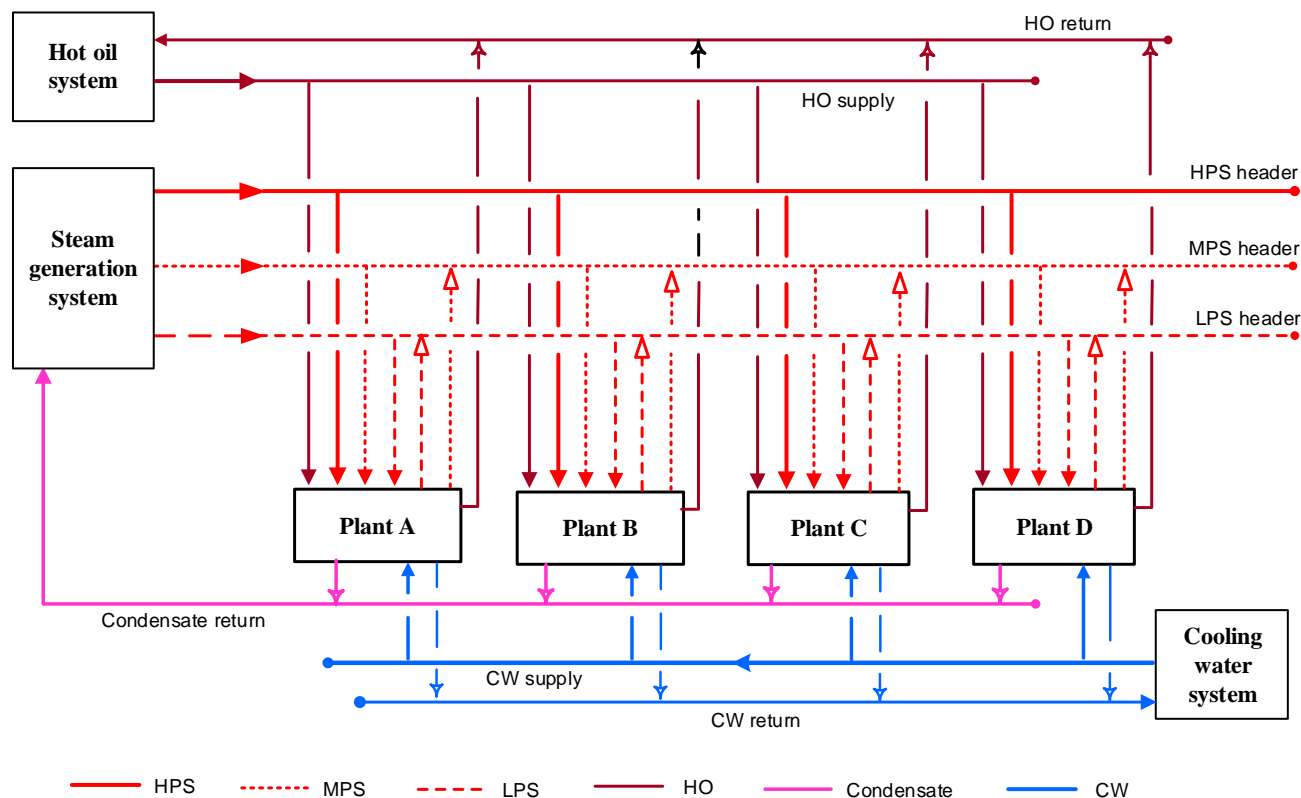 Hot oil
system
HO return
HO supply
HPS header
Steam
generation
system
MPS header
LPS header
Plant A
Plant B
Plant C
Plant D
Condensate return
Cooling
water
system
CW supply
CW return
HPS
MPS
LPS
HO
Condensate
CW